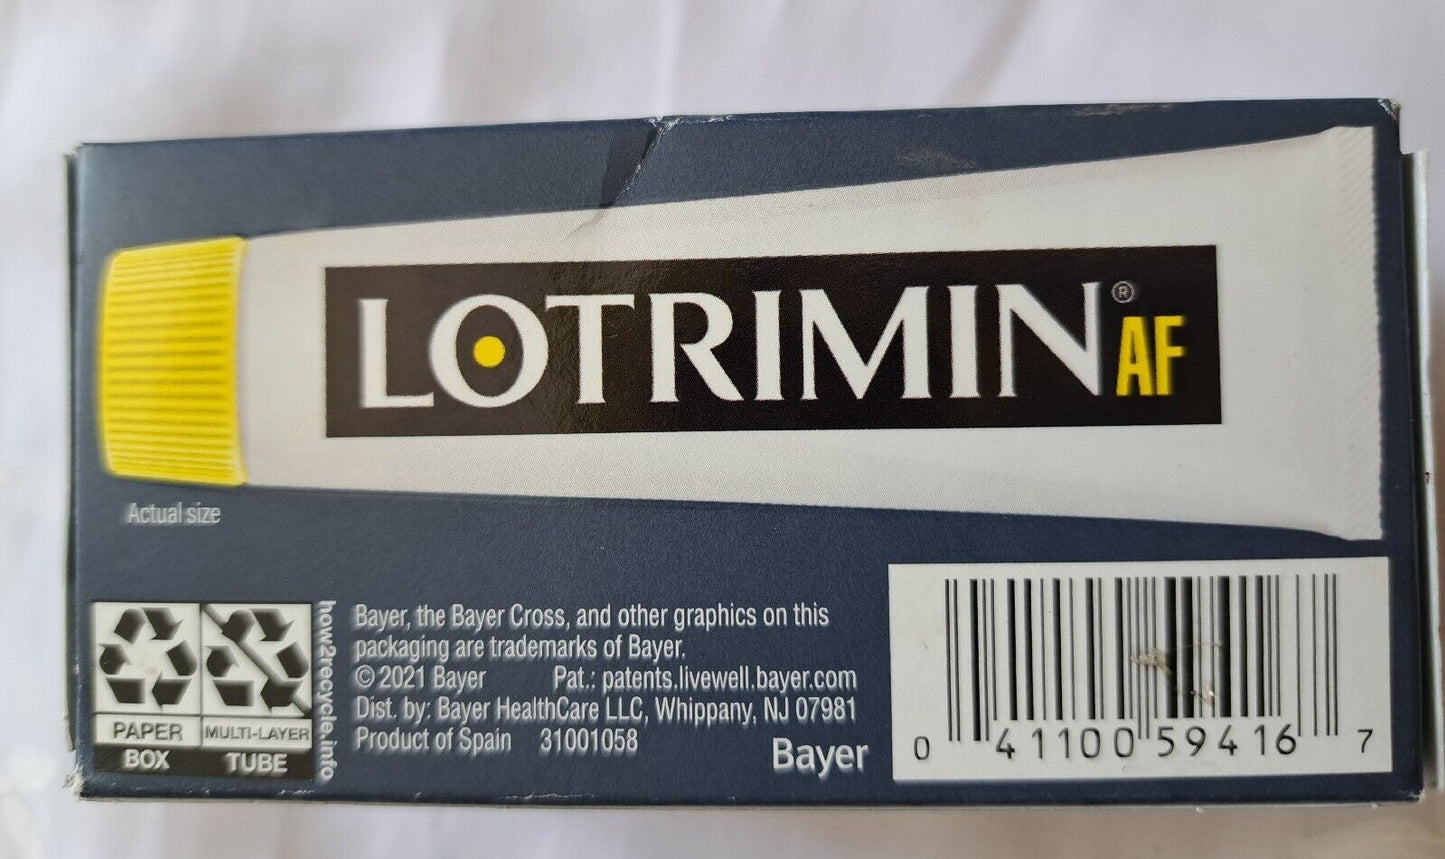 LOTRIMIN® AF
Actual size
PAPER
BOX
MULTI-LAYER
TUBE
how2recycle.info
Bayer, the Bayer Cross, and other graphics on this
packaging are trademarks of Bayer.
© 2021 Bayer Pat.: patents.livewell.bayer.com
Dist. by: Bayer HealthCare LLC, Whippany, NJ 07981
Product of Spain 31001058
Bayer
0 41100 59416 7